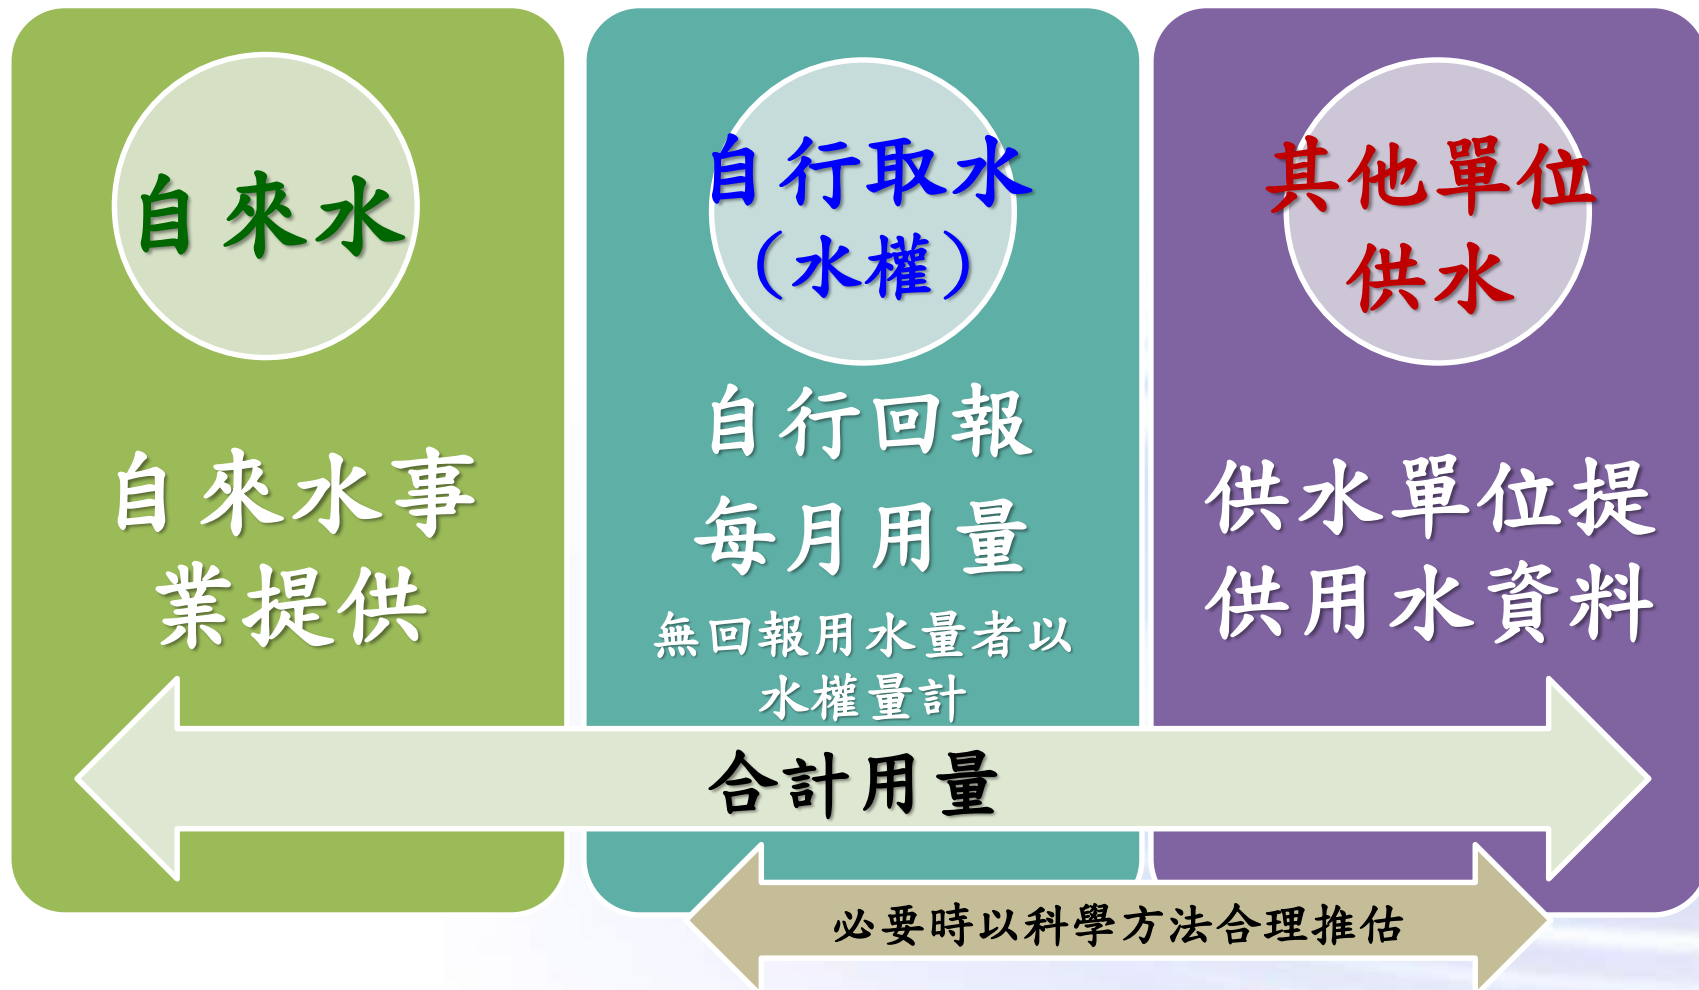 自來水
自來水事
業提供
自行取水
(水權)
自行回報
每月用量
無回報用水量者以
水權量計
其他單位
供水
供水單位提
供用水資料
合計用量
必要時以科學方法合理推估